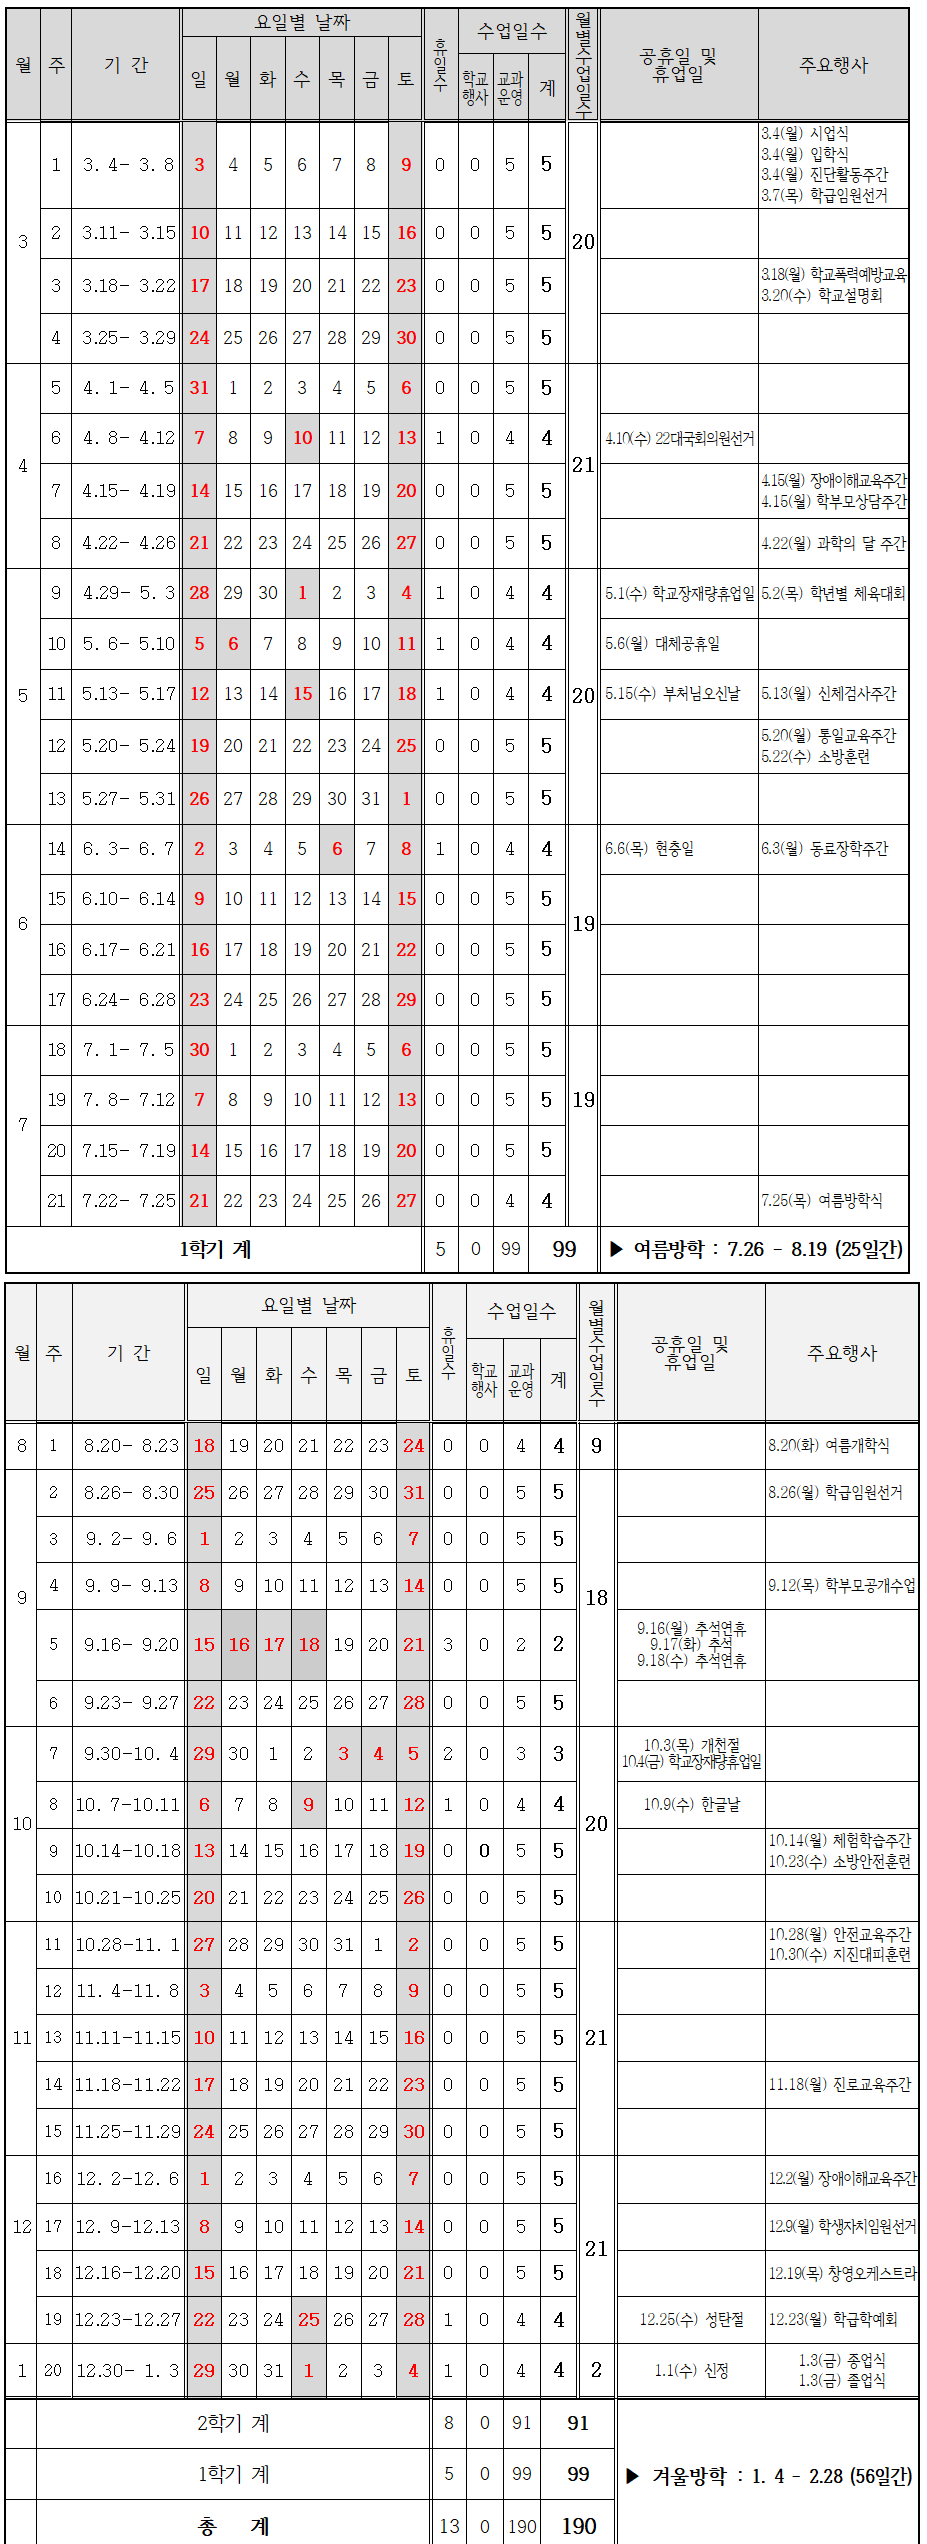 월 주 기 간 요일별 날짜 휴일수 수업일수 월별수업일수 공휴일 및 휴업일 주요행사
일 월 화 수 목 금 토 학교행사 교과운영 계
3 1 3. 4- 3. 8 3 4 5 6 7 8 9 0 0 5 5 20 3.4(월) 시업식
3.4(월) 입학식
3.4(월) 진단활동주간
3.7(목) 학급임원선거
2 3.11- 3.15 10 11 12 13 14 15 16 0 0 5 5
3 3.18- 3.22 17 18 19 20 21 22 23 0 0 5 5 3.18(월) 학교폭력예방교육
3.20(수) 학교설명회
4 3.25- 3.29 24 25 26 27 28 29 30 0 0 5 5
4 5 4. 1- 4. 5 31 1 2 3 4 5 6 0 0 5 5 21
6 4. 8- 4.12 7 8 9 10 11 12 13 1 0 4 4 4.10(수) 22대국회의원선거
7 4.15- 4.19 14 15 16 17 18 19 20 0 0 5 5 4.15(월) 장애이해교육주간
4.15(월) 학부모상담주간
8 4.22- 4.26 21 22 23 24 25 26 27 0 0 5 5 4.22(월) 과학의 달 주간
5 9 4.29- 5. 3 28 29 30 1 2 3 4 1 0 4 4 20 5.1(수) 학교장재량휴업일 5.2(목) 학년별 체육대회
10 5. 6- 5.10 5 6 7 8 9 10 11 1 0 4 4 5.6(월) 대체공휴일
11 5.13- 5.17 12 13 14 15 16 17 18 1 0 4 4 5.15(수) 부처님오신날 5.13(월) 신체검사주간
12 5.20- 5.24 19 20 21 22 23 24 25 0 0 5 5 5.20(월) 통일교육주간
5.22(수) 소방훈련
13 5.27- 5.31 26 27 28 29 30 31 1 0 0 5 5
6 14 6. 3- 6. 7 2 3 4 5 6 7 8 1 0 4 4 19 6.6(목) 현충일 6.3(월) 동료장학주간
15 6.10- 6.14 9 10 11 12 13 14 15 0 0 5 5
16 6.17- 6.21 16 17 18 19 20 21 22 0 0 5 5
17 6.24- 6.28 23 24 25 26 27 28 29 0 0 5 5
7 18 7. 1- 7. 5 30 1 2 3 4 5 6 0 0 5 5 19
19 7. 8- 7.12 7 8 9 10 11 12 13 0 0 5 5
20 7.15- 7.19 14 15 16 17 18 19 20 0 0 5 5
21 7.22- 7.25 21 22 23 24 25 26 27 0 0 4 4 7.25(목) 여름방학식
1학기 계 5 0 99 99 ▶ 여름방학 : 7.26 - 8.19 (25일간)
월 주 기 간 요일별 날짜 휴일수 수업일수 월별수업일수 공휴일 및 휴업일 주요행사
일 월 화 수 목 금 토 학교행사 교과운영 계
8 1 8.20- 8.23 18 19 20 21 22 23 24 0 0 4 4 9 8.20(화) 여름개학식
9 2 8.26- 8.30 25 26 27 28 29 30 31 0 0 5 5 18 8.26(월) 학급임원선거
3 9. 2- 9. 6 1 2 3 4 5 6 7 0 0 5 5
4 9. 9- 9.13 8 9 10 11 12 13 14 0 0 5 5 9.12(목) 학부모공개수업
5 9.16- 9.20 15 16 17 18 19 20 21 3 0 2 2 9.16(월) 추석연휴
9.17(화) 추석
9.18(수) 추석연휴
6 9.23- 9.27 22 23 24 25 26 27 28 0 0 5 5
10 7 9.30-10. 4 29 30 1 2 3 4 5 2 0 3 3 20 10.3(목) 개천절
10.4(금) 학교장재량휴업일
8 10. 7-10.11 6 7 8 9 10 11 12 1 0 4 4 10.9(수) 한글날
9 10.14-10.18 13 14 15 16 17 18 19 0 0 5 5 10.14(월) 체험학습주간
10.23(수) 소방안전훈련
10 10.21-10.25 20 21 22 23 24 25 26 0 0 5 5
11 11 10.28-11. 1 27 28 29 30 31 1 2 0 0 5 5 21 10.28(월) 안전교육주간
10.30(수) 지진대피훈련
12 11. 4-11. 8 3 4 5 6 7 8 9 0 0 5 5
13 11.11-11.15 10 11 12 13 14 15 16 0 0 5 5
14 11.18-11.22 17 18 19 20 21 22 23 0 0 5 5 11.18(월) 진로교육주간
15 11.25-11.29 24 25 26 27 28 29 30 0 0 5 5
12 16 12. 2-12. 6 1 2 3 4 5 6 7 0 0 5 5 21 12.2(월) 장애이해교육주간
17 12. 9-12.13 8 9 10 11 12 13 14 0 0 5 5 12.9(월) 학생자치임원선거
18 12.16-12.20 15 16 17 18 19 20 21 0 0 5 5 12.19(목) 창영오케스트라
19 12.23-12.27 22 23 24 25 26 27 28 1 0 4 4 12.25(수) 성탄절 12.23(월) 학급학예회
1 20 12.30- 1. 3 29 30 31 1 2 3 4 1 0 4 4 2 1.1(수) 신정 1.3(금) 종업식
1.3(금) 졸업식
2학기 계 8 0 91 91
1학기 계 5 0 99 99 ▶ 겨울방학 : 1. 4 - 2.28 (56일간)
총 계 13 0 190 190